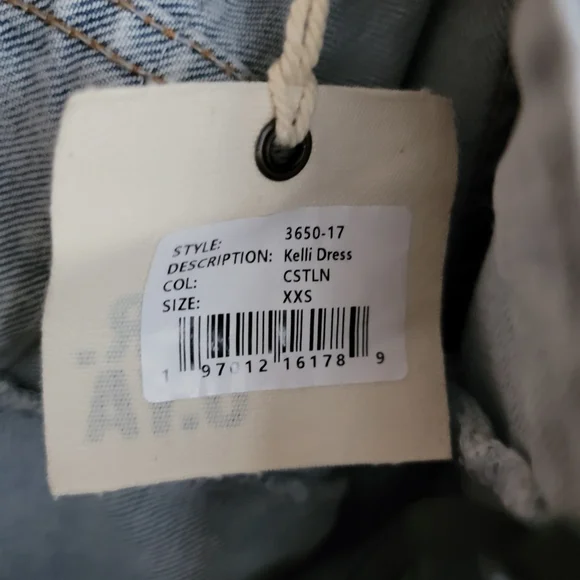 STYLE: 3650-17
DESCRIPTION: Kelli Dress
COL: CSTLN
SIZE: XXS
1 97012 16178 9